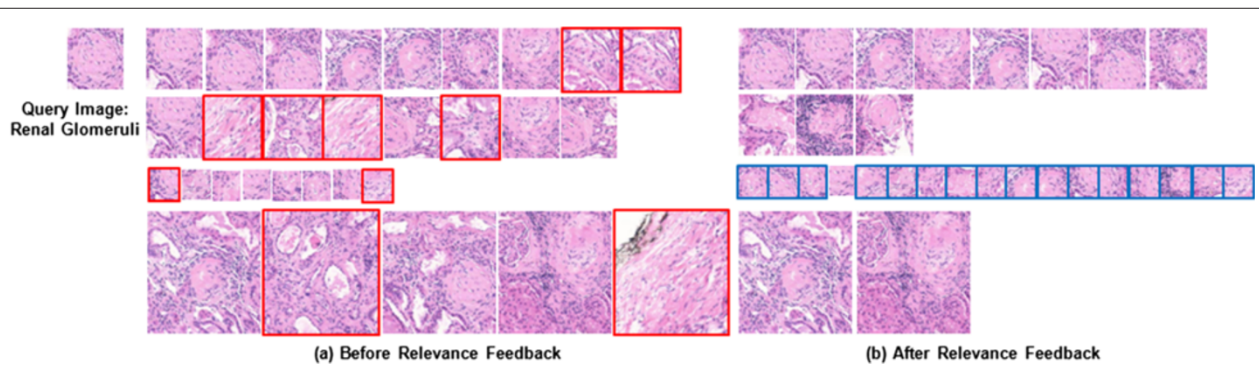 Query Image:
Renal Glomeruli
(a) Before Relevance Feedback
(b) After Relevance Feedback